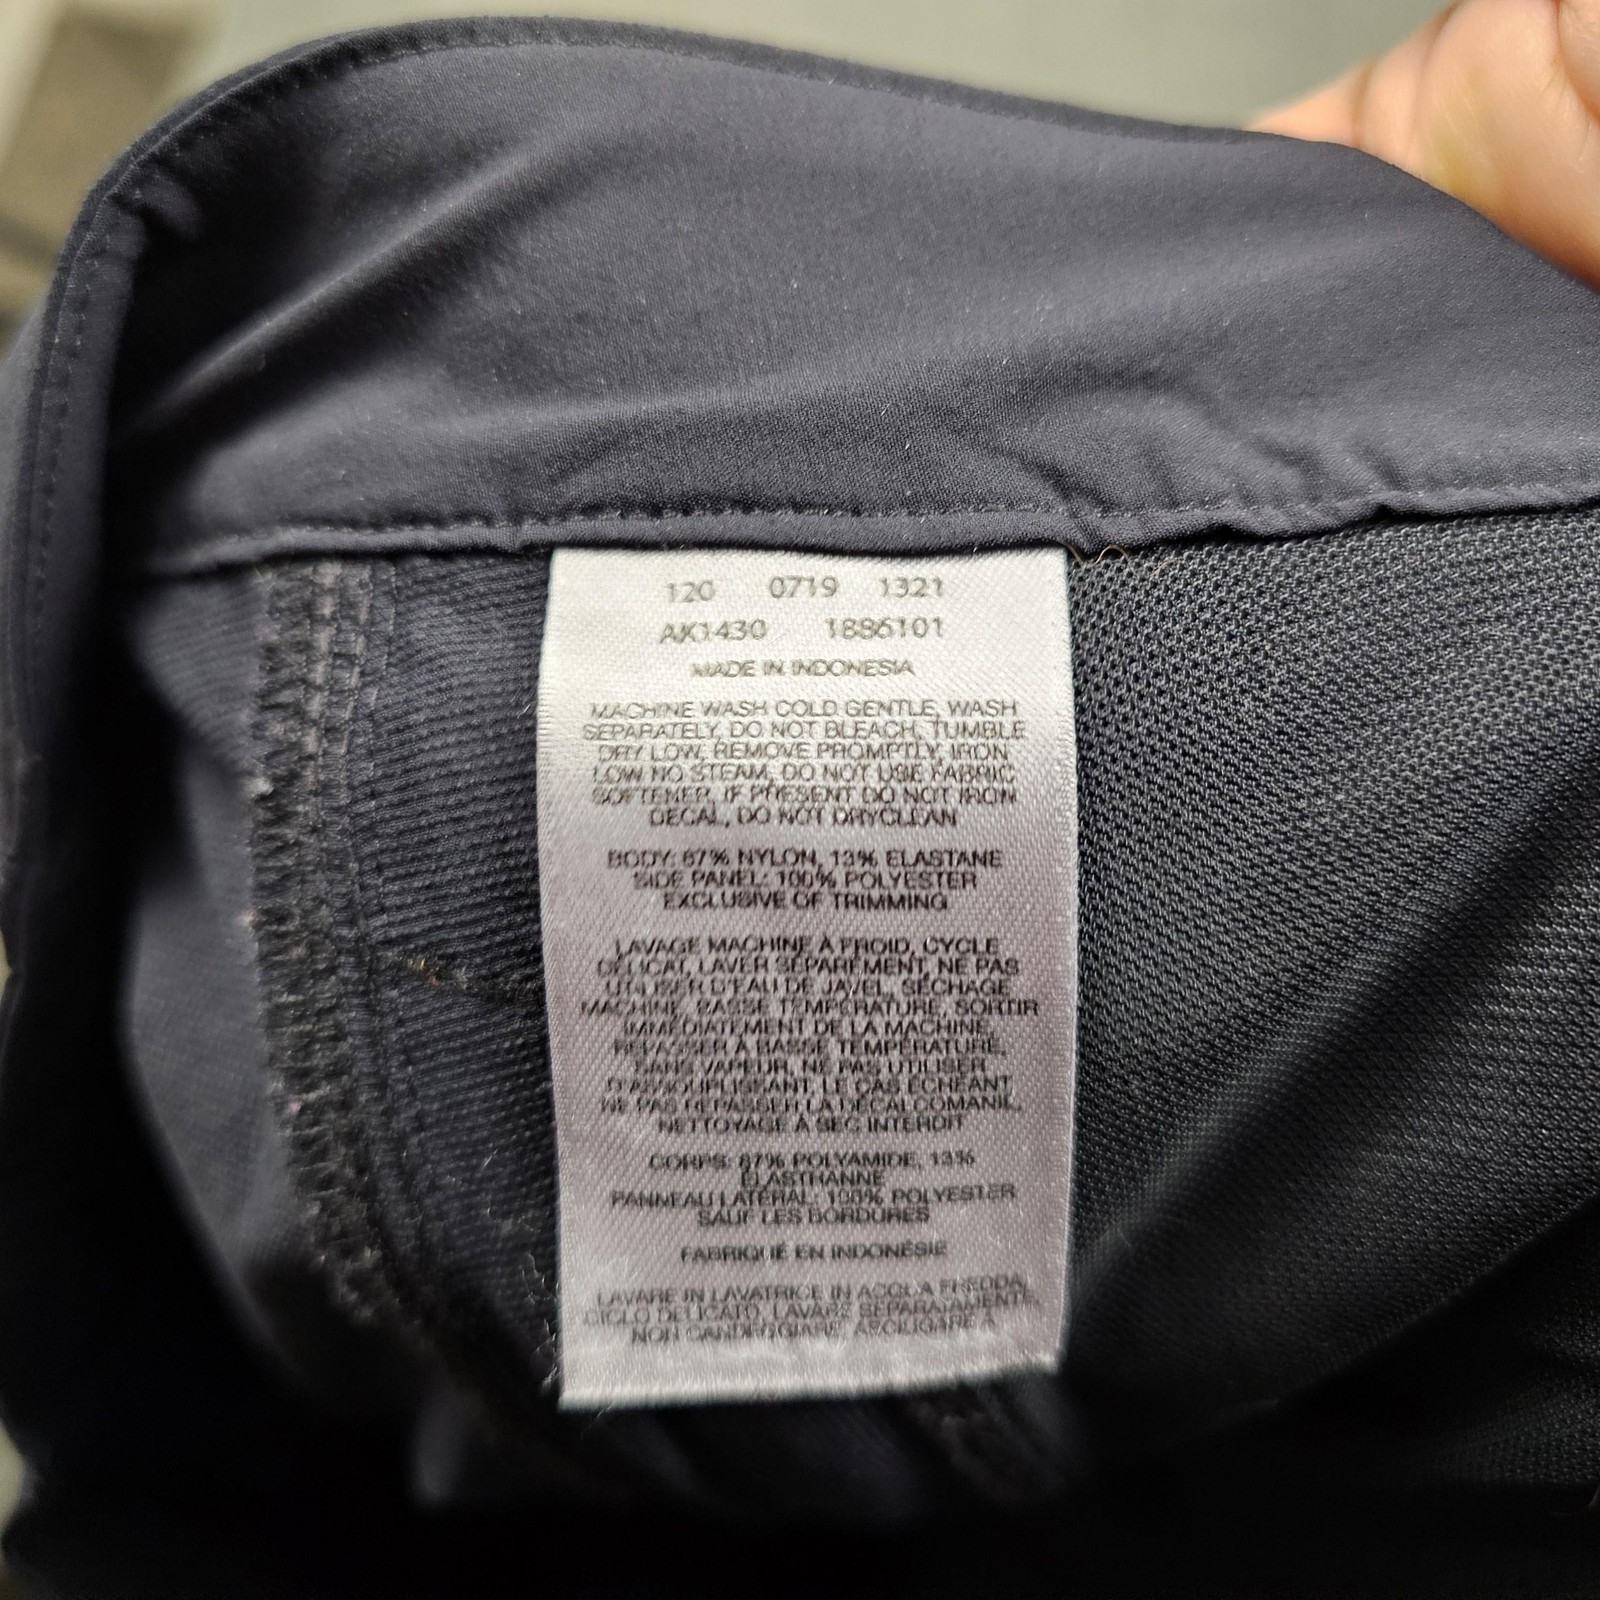 120 0719 1321
AK1430 1886101
MADE IN INDONESIA
MACHINE WASH COLD GENTLE, WASH
SEPARATELY, DO NOT BLEACH, TUMBLE
DRY LOW, REMOVE PROMPTLY, IRON
LOW NO STEAM, DO NOT USE FABRIC
SOFTENER, IF PRESENT DO NOT IRON
DECAL, DO NOT DRYCLEAN
BODY: 87% NYLON, 13% ELASTANE
SIDE PANEL: 100% POLYESTER
EXCLUSIVE OF TRIMMING
LAVAGE MACHINE À FROID, CYCLE
DÉLICAT, LAVER SÉPARÉMENT, NE PAS
UTILISER D'EAU DE JAVEL, SÉCHAGE
MACHINE, BASSE TEMPÉRATURE, SORTIR
IMMÉDIATEMENT DE LA MACHINE,
REPASSER À BASSE TEMPÉRATURE,
SANS VAPEUR, NE PAS UTILISER
D'ASSOUPLISSANT, LE CAS ÉCHÉANT,
NE PAS REPASSER LA DÉCALCOMANIE,
NETTOYAGE À SEC INTERDIT
CORPS: 87% POLYAMIDE, 13%
ÉLASTHANNE
PANNEAU LATÉRAL: 100% POLYESTER
SAUF LES BORDURES
FABRIQUÉ EN INDONÉSIE
LAVARE IN LAVATRICE IN ACQUA FREDDA,
CICLO DELICATO, LAVARE SEPARATAMENTE,
NON CANDEGGIARE, ASCIUGARE A